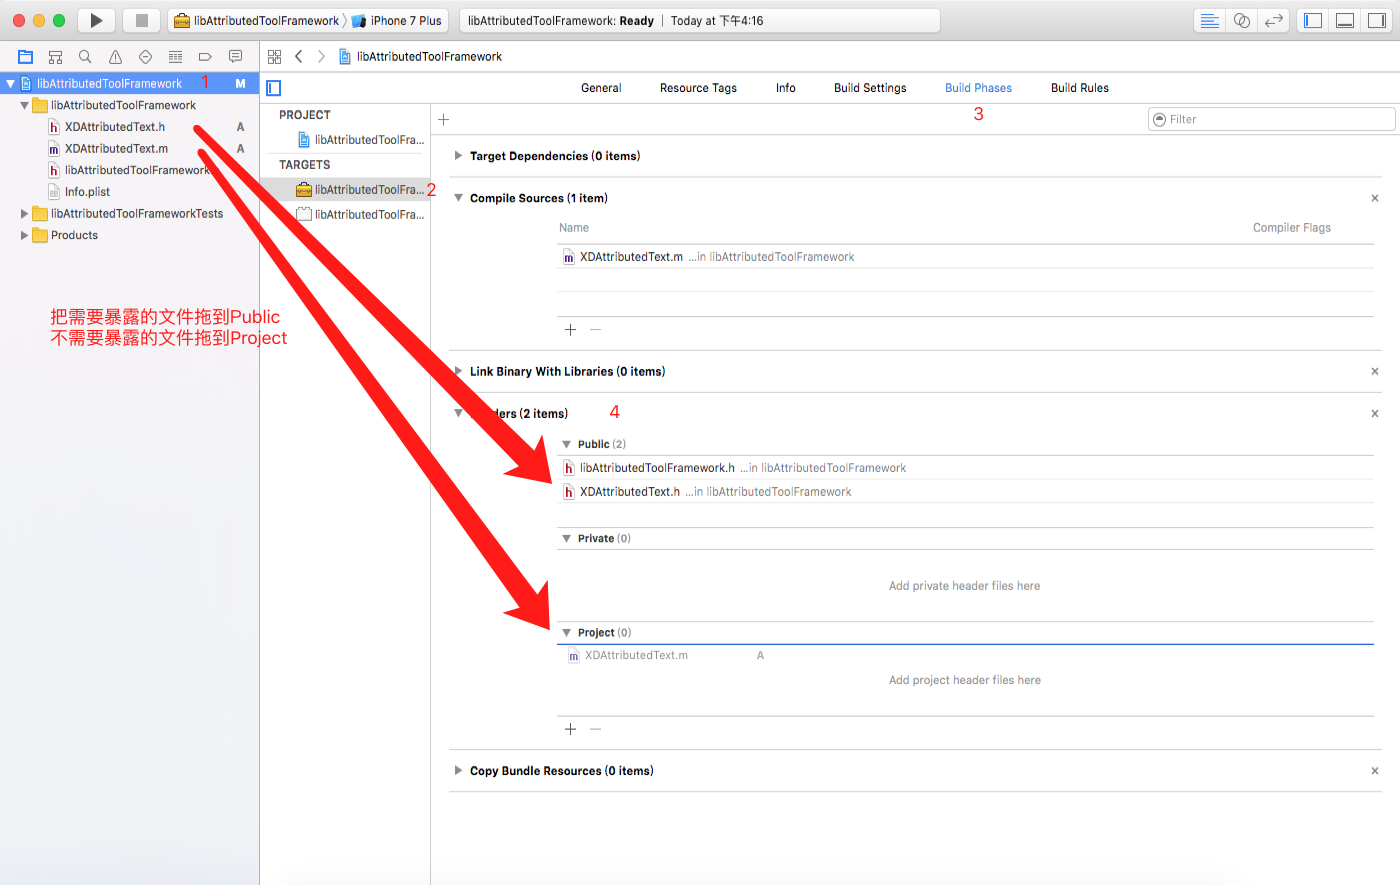 libAttributedToolFramework
iPhone 7 Plus
libAttributedToolFramework: Ready | Today at 下午4:16
libAttributedToolFramework
libAttributedToolFramework 1 M
libAttributedToolFramework
XDAttributedText.h A
XDAttributedText.m A
libAttributedToolFramework
Info.plist
libAttributedToolFrameworkTests
Products
把需要暴露的文件拖到Public
不需要暴露的文件拖到Project
General Resource Tags Info Build Settings Build Phases Build Rules
3
PROJECT
libAttributedToolFra...
TARGETS
libAttributedToolFra... 2
libAttributedToolFra...
Filter
Target Dependencies (0 items)
Compile Sources (1 item)
Name Compiler Flags
XDAttributedText.m ...in libAttributedToolFramework
Link Binary With Libraries (0 items)
ders (2 items) 4
Public (2)
libAttributedToolFramework.h ...in libAttributedToolFramework
XDAttributedText.h ...in libAttributedToolFramework
Private (0)
Add private header files here
Project (0)
XDAttributedText.m A
Add project header files here
Copy Bundle Resources (0 items)